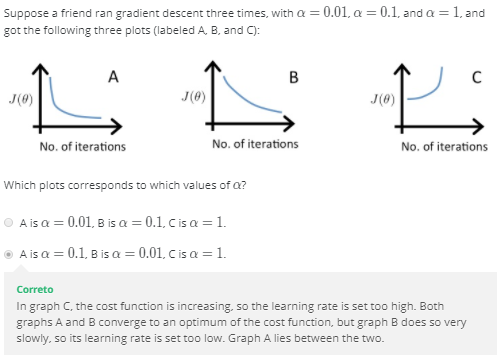 Suppose a friend ran gradient descent three times, with α = 0.01, α = 0.1, and α = 1, and
got the following three plots (labeled A, B, and C):
A
B
C
J(θ)
J(θ)
J(θ)
No. of iterations
No. of iterations
No. of iterations
Which plots corresponds to which values of α?
A is α = 0.01, B is α = 0.1, C is α = 1.
A is α = 0.1, B is α = 0.01, C is α = 1.
Correto
In graph C, the cost function is increasing, so the learning rate is set too high. Both
graphs A and B converge to an optimum of the cost function, but graph B does so very
slowly, so its learning rate is set too low. Graph A lies between the two.